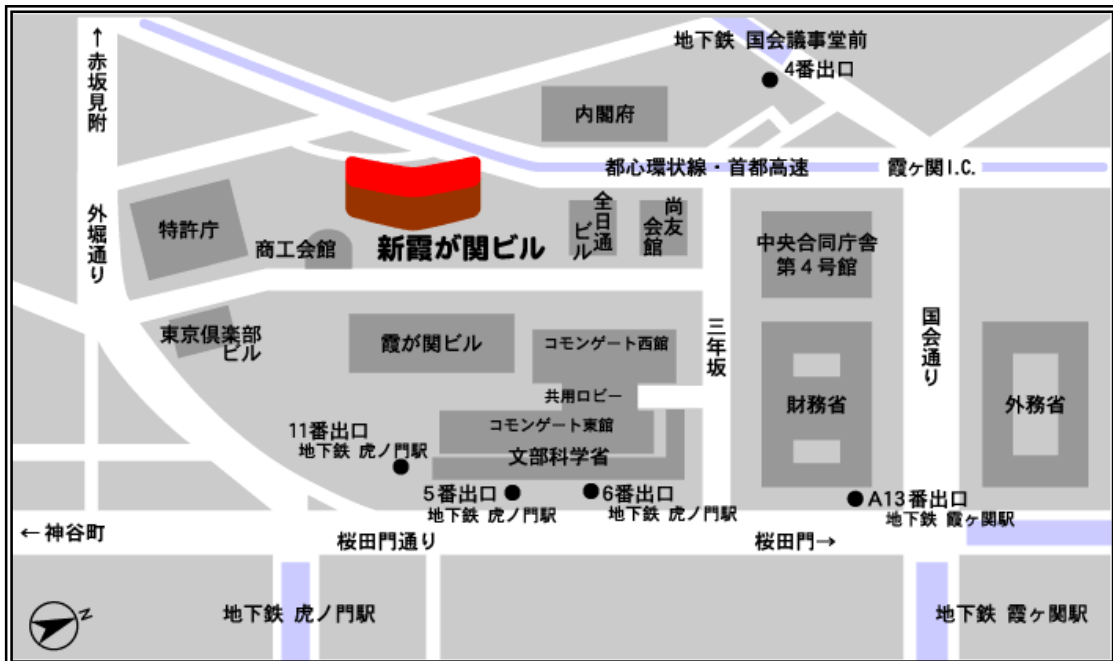 地下鉄 国会議事堂前
4番出口
↑赤坂見附
内閣府
都心環状線・首都高速
霞ヶ関I.C.
外堀通り
特許庁
商工会館
新霞が関ビル
全日通
ビル
尚友
会館
中央合同庁舎
第4号館
東京倶楽部
ビル
霞が関ビル
コモンゲート西館
三年坂
国会通り
共用ロビー
財務省
外務省
コモンゲート東館
11番出口
地下鉄 虎ノ門駅
文部科学省
5番出口
地下鉄 虎ノ門駅
6番出口
地下鉄 虎ノ門駅
A13番出口
地下鉄 霞ヶ関駅
←神谷町
桜田門通り
桜田門→
地下鉄 虎ノ門駅
地下鉄 霞ヶ関駅
N